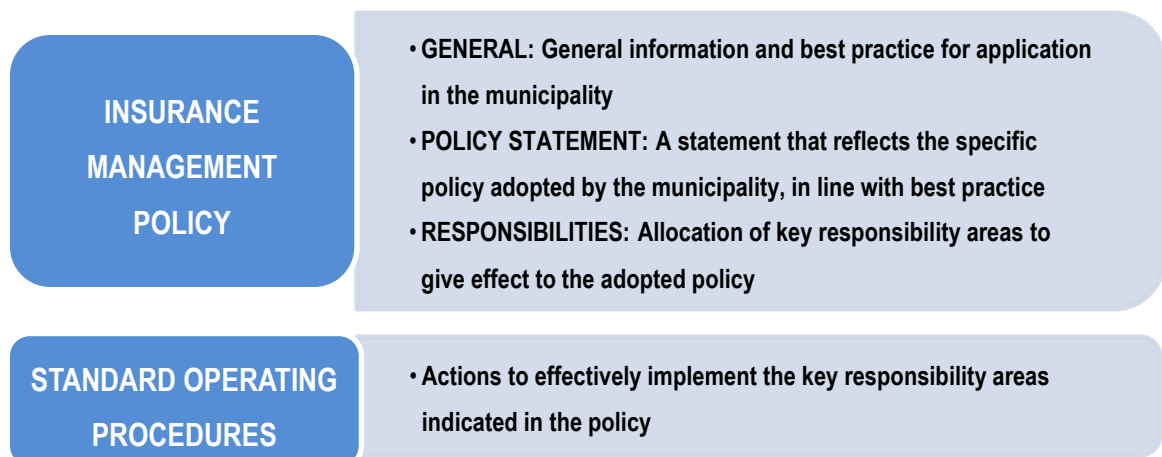 INSURANCE
MANAGEMENT
POLICY
• GENERAL: General information and best practice for application
in the municipality
• POLICY STATEMENT: A statement that reflects the specific
policy adopted by the municipality, in line with best practice
• RESPONSIBILITIES: Allocation of key responsibility areas to
give effect to the adopted policy
STANDARD OPERATING
PROCEDURES
• Actions to effectively implement the key responsibility areas
indicated in the policy